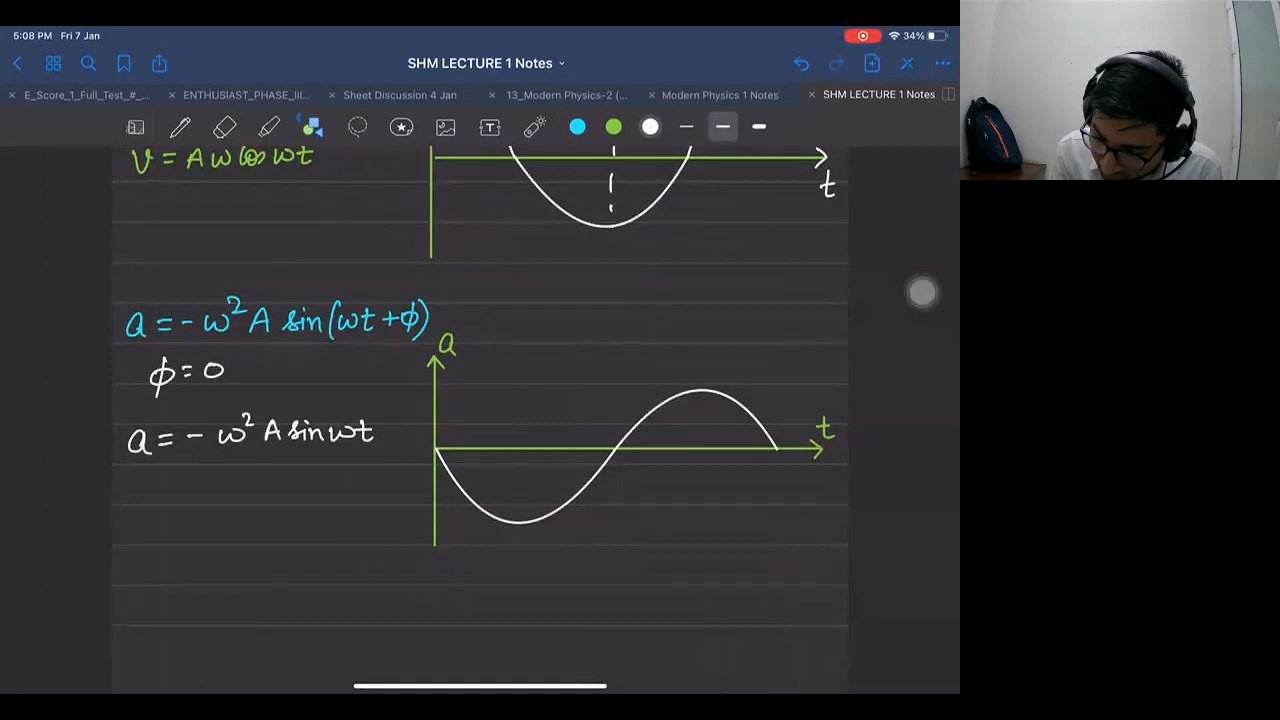 5:08 PM Fri 7 Jan 34%
SHM LECTURE 1 Notes
E_Score_1_Full_Test_#_... ENTHUSIAST_PHASE_III... Sheet Discussion 4 Jan 13_Modern Physics-2 (... Modern Physics 1 Notes SHM LECTURE 1 Notes
T
v = Aω cos ωt
t
a = - ω² A sin(ωt + ϕ)
a
ϕ = 0
a = - ω² A sin ωt
t